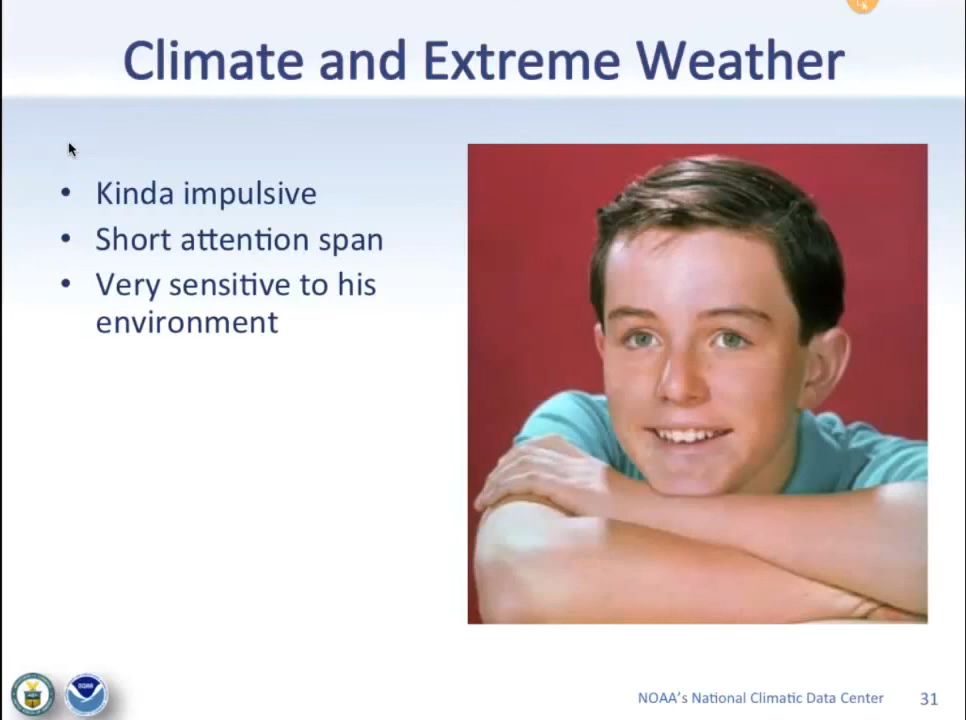 Climate and Extreme Weather
• Kinda impulsive
• Short attention span
• Very sensitive to his
environment
NOAA
NOAA's National Climatic Data Center
31